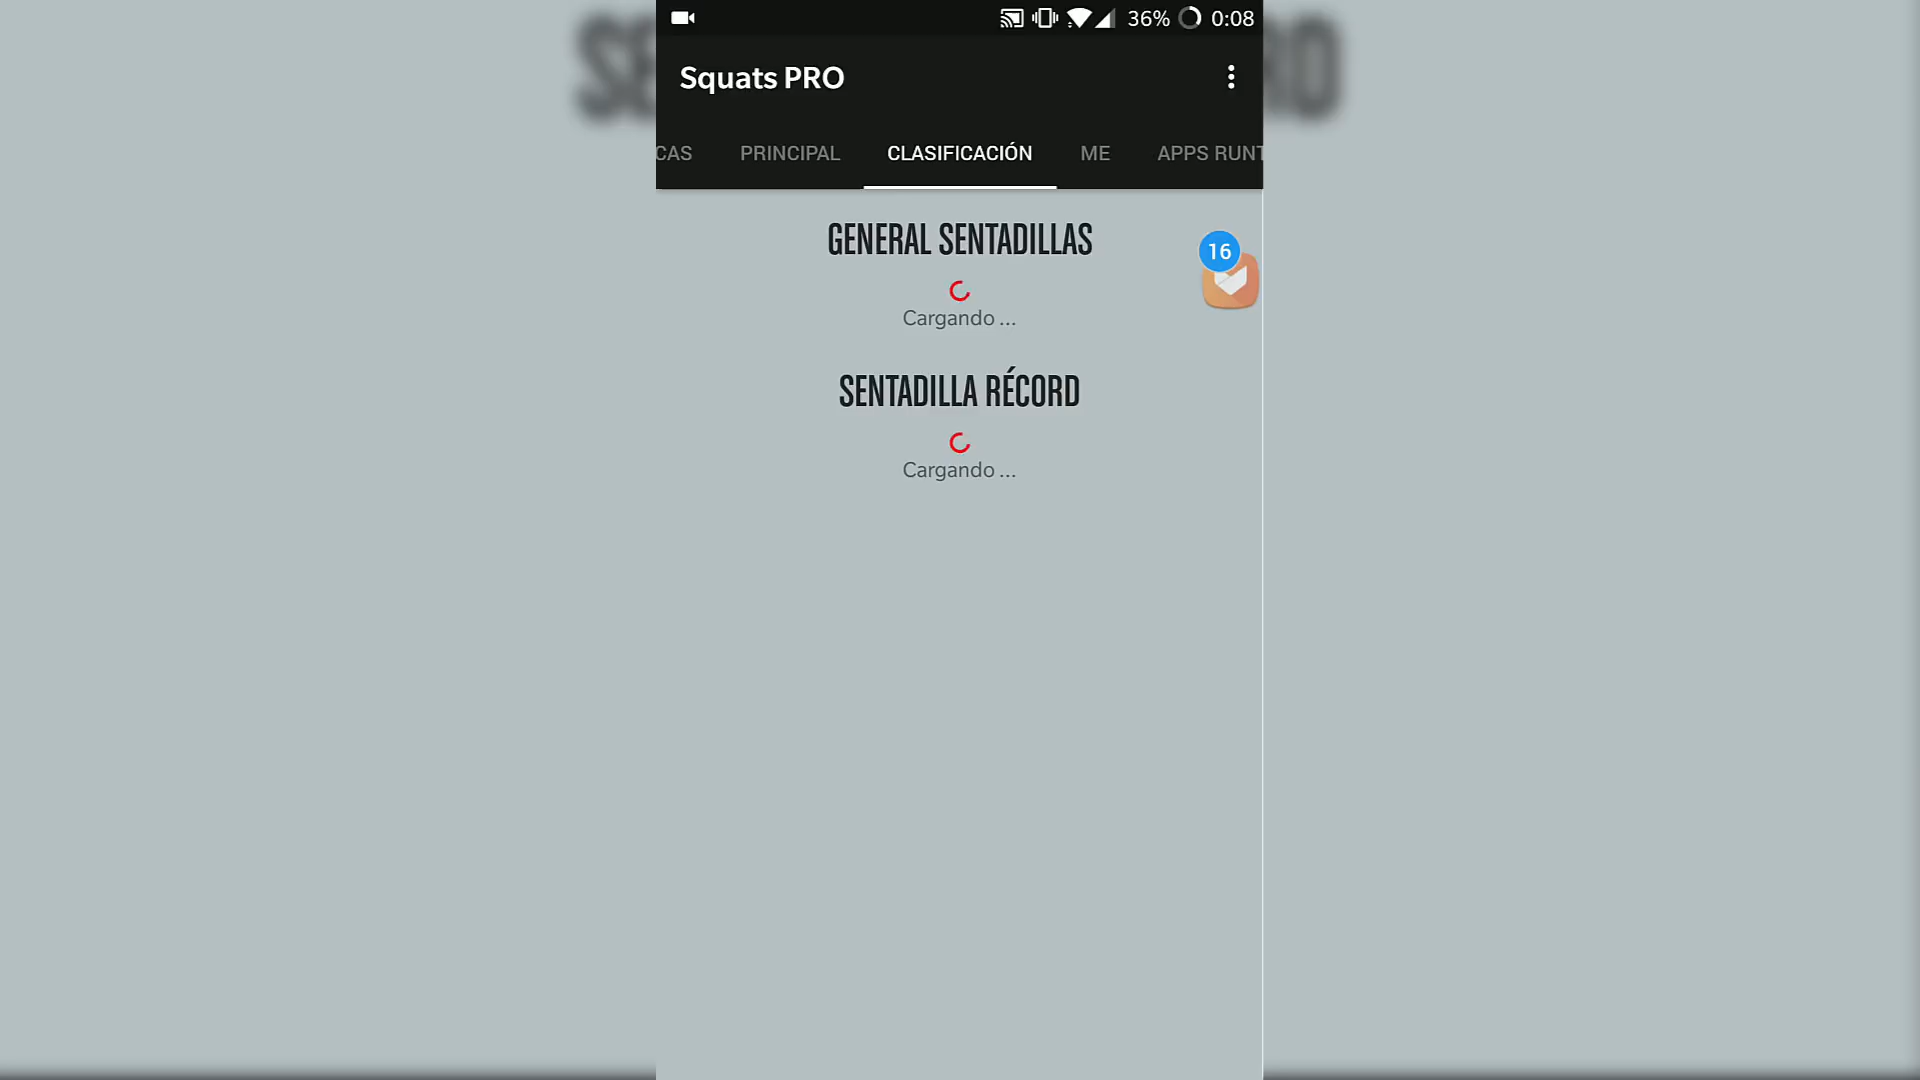 36% 0:08
Squats PRO
CAS PRINCIPAL CLASIFICACIÓN ME APPS RUNT
GENERAL SENTADILLAS
16
Cargando ...
SENTADILLA RÉCORD
Cargando ...